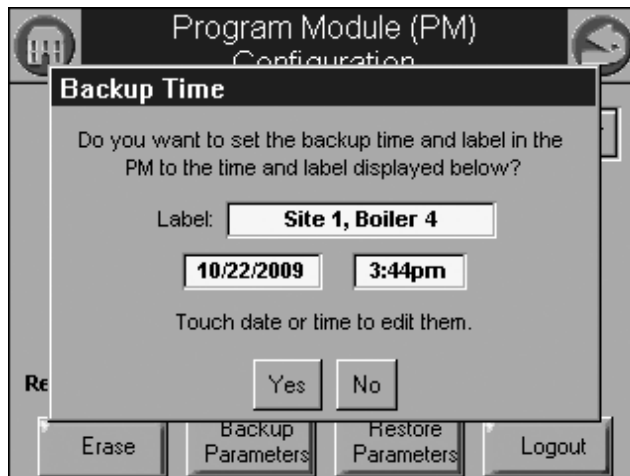 Program Module (PM)
Configuration
Backup Time
Do you want to set the backup time and label in the
PM to the time and label displayed below?
Label: Site 1, Boiler 4
10/22/2009 3:44pm
Touch date or time to edit them.
Yes No
Re
Erase Backup Parameters Restore Parameters Logout